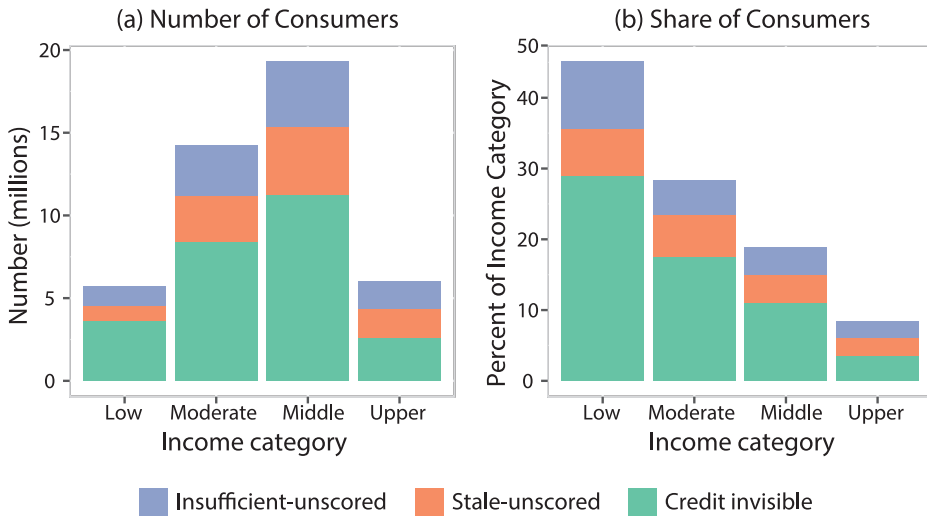 (a) Number of Consumers
Number (millions)
20
15
10
5
0
Low Moderate Middle Upper
Income category
(b) Share of Consumers
Percent of Income Category
50
40
30
20
10
0
Low Moderate Middle Upper
Income category
Insufficient-unscored Stale-unscored Credit invisible